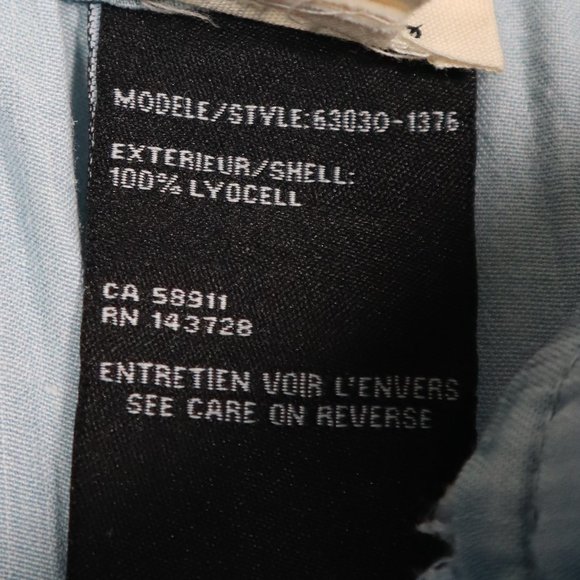 MODELE/STYLE:63030-1376
EXTERIEUR/SHELL:
100% LYOCELL
CA 58911
RN 143728
ENTRETIEN VOIR L'ENVERS
SEE CARE ON REVERSE